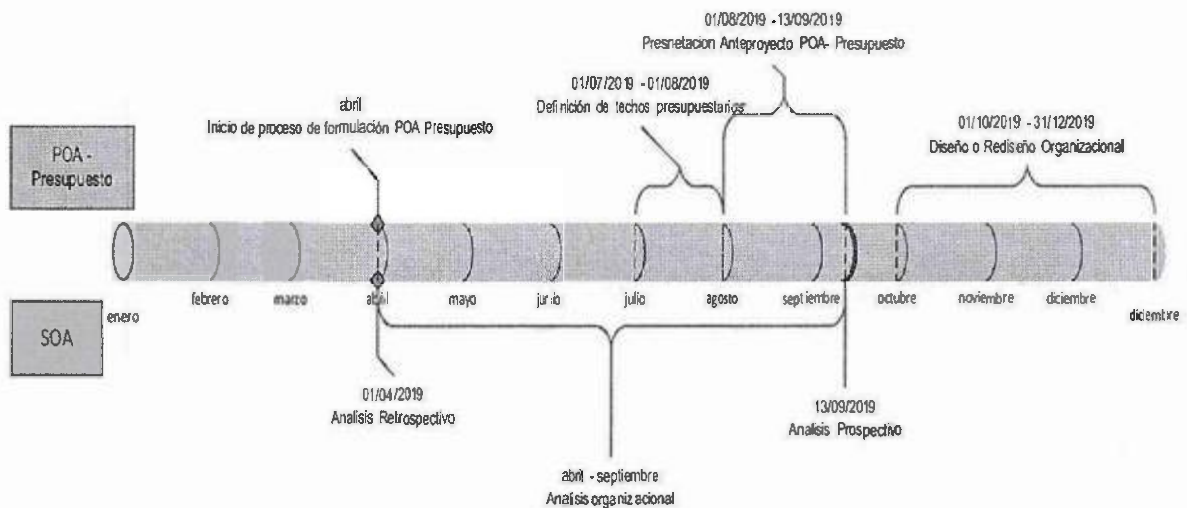 01/08/2019 -13/09/2019
Presnetacion Anteproyecto POA- Presupuesto
01/07/2019 -01/08/2019
Definición de techos presupuestarios
abril
Inicio de proceso de formulación POA Presupuesto
01/10/2019 -31/12/2019
Diseño o Rediseño Organizacional
POA -
Presupuesto
enero
febrero
marzo
abril
mayo
junio
julio
agosto
septiembre
octubre
noviembre
diciembre
diciembre
SOA
01/04/2019
Analisis Retrospectivo
13/09/2019
Analisis Prospectivo
abril - septiembre
Analisis organizacional